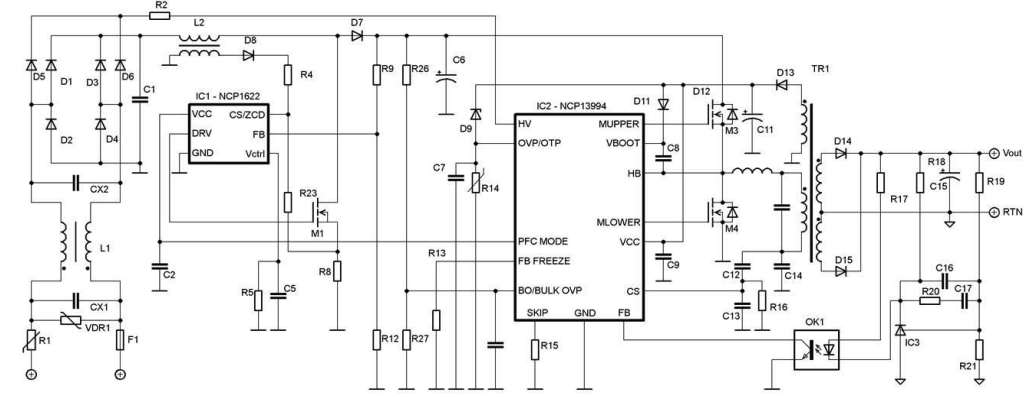 R2
L2
D7
TR1
D5
D1
D3
D6
D8
C1
R4
R9
R26
C6
D13
D12
D11
IC1 - NCP1622
IC2 - NCP13994
VCC
CS/ZCD
DRV
FB
GND
Vctrl
D2
D4
D9
HV
MUPPER
M3
C11
OVP/OTP
VBOOT
C8
D14
Vout
CX2
C7
R14
HB
R17
R18
C15
R19
R23
M1
MLOWER
M4
RTN
L1
PFC MODE
VCC
C2
R8
R13
FB FREEZE
C9
C12
C14
D15
R5
C5
BO/BULK OVP
CS
C16
R20
C17
CX1
VDR1
SKIP
GND
FB
C13
R16
OK1
R1
F1
R12
R27
R15
IC3
R21